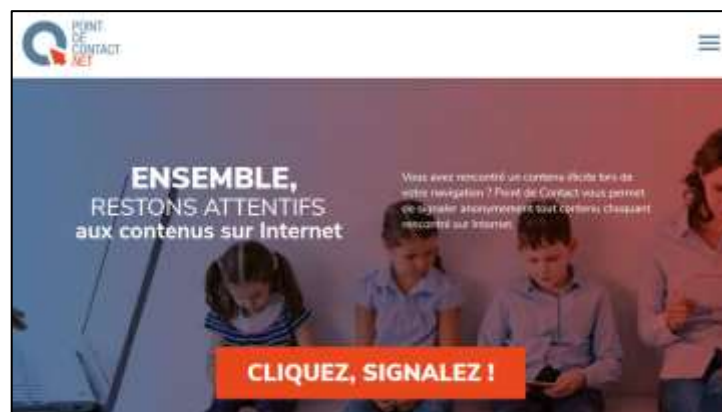 POINT
DE
CONTACT
.NET
ENSEMBLE,
RESTONS ATTENTIFS
aux contenus sur Internet
Vous avez rencontré un contenu illicite lors de
votre navigation ? Point de Contact vous permet
de signaler anonymement tout contenu choquant
rencontré sur Internet.
CLIQUEZ, SIGNALEZ !